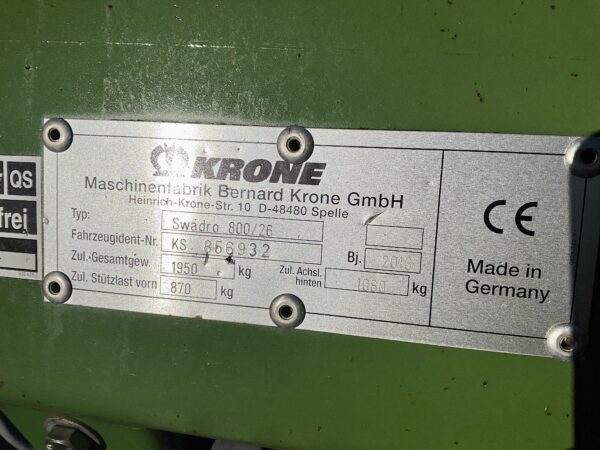 KRONE
Maschinenfabrik Bernard Krone GmbH
Heinrich-Krone-Str. 10 D-48480 Spelle
Typ: Swadro 800/26
Fahrzeugident-Nr. KS 866932 Bj.
Zul.-Gesamtgew. 1950 kg Zul. Achsl. hinten 1080 kg
Zul. Stützlast vorn 870 kg
CE
Made in
Germany
QS
frei